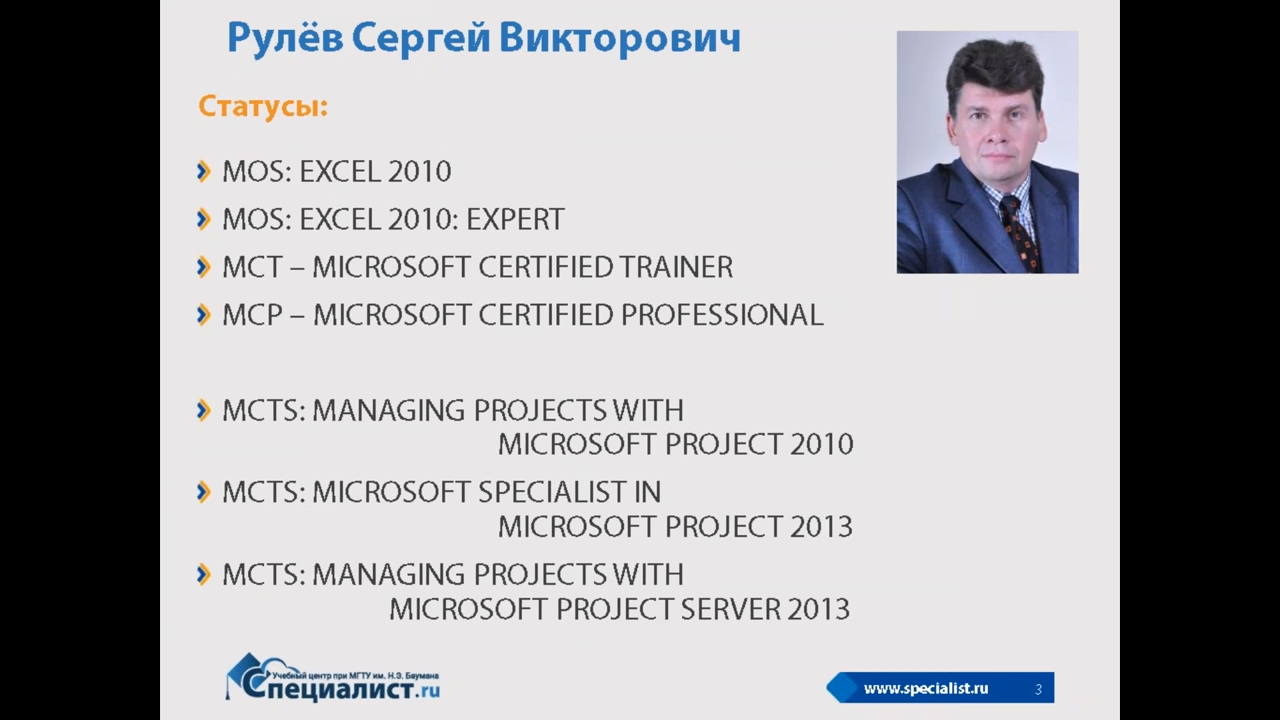 Рулёв Сергей Викторович
Статусы:
MOS: EXCEL 2010
MOS: EXCEL 2010: EXPERT
MCT – MICROSOFT CERTIFIED TRAINER
MCP – MICROSOFT CERTIFIED PROFESSIONAL
MCTS: MANAGING PROJECTS WITH
MICROSOFT PROJECT 2010
MCTS: MICROSOFT SPECIALIST IN
MICROSOFT PROJECT 2013
MCTS: MANAGING PROJECTS WITH
MICROSOFT PROJECT SERVER 2013
Учебный центр при МГТУ им. Н.Э. Баумана
Специалист.ru
www.specialist.ru 3